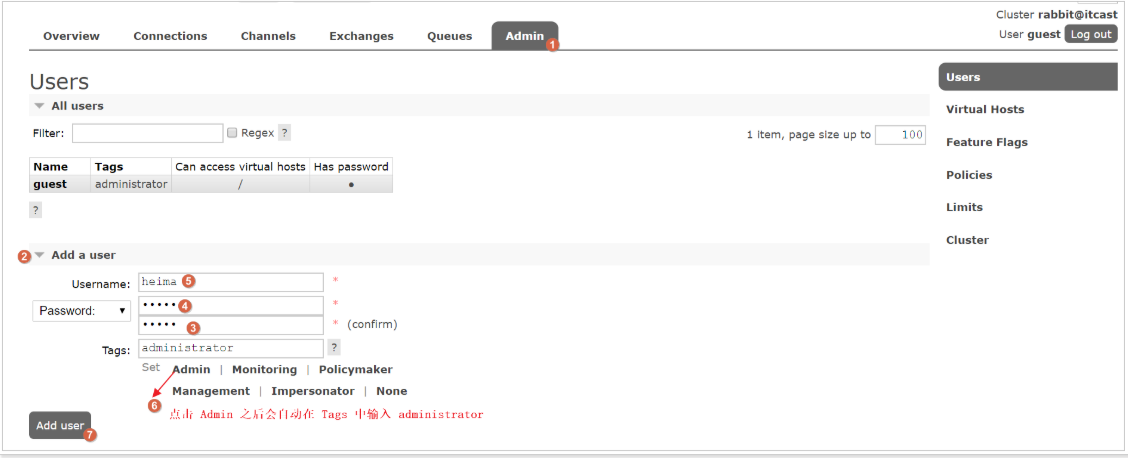 Cluster rabbit@itcast
User guest Log out
Overview Connections Channels Exchanges Queues Admin 1
Users
All users
Filter: Regex ?
1 item, page size up to 100
Name Tags Can access virtual hosts Has password
guest administrator / ●
?
2 Add a user
Username: heima 5 *
Password: ••••• 4 *
••••• 3 * (confirm)
Tags: administrator ?
Set Admin | Monitoring | Policymaker
Management | Impersonator | None
6 点击 Admin 之后会自动在 Tags 中输入 administrator
Add user 7
Users
Virtual Hosts
Feature Flags
Policies
Limits
Cluster